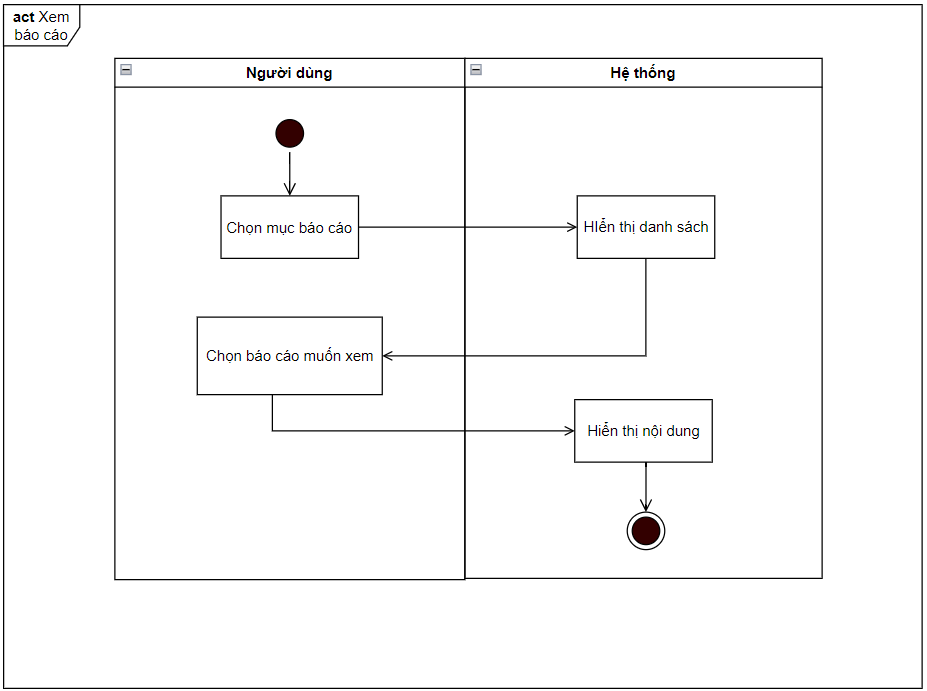 act Xem
báo cáo
Người dùng
Hệ thống
Chọn mục báo cáo
HIển thị danh sách
Chọn báo cáo muốn xem
Hiển thị nội dung